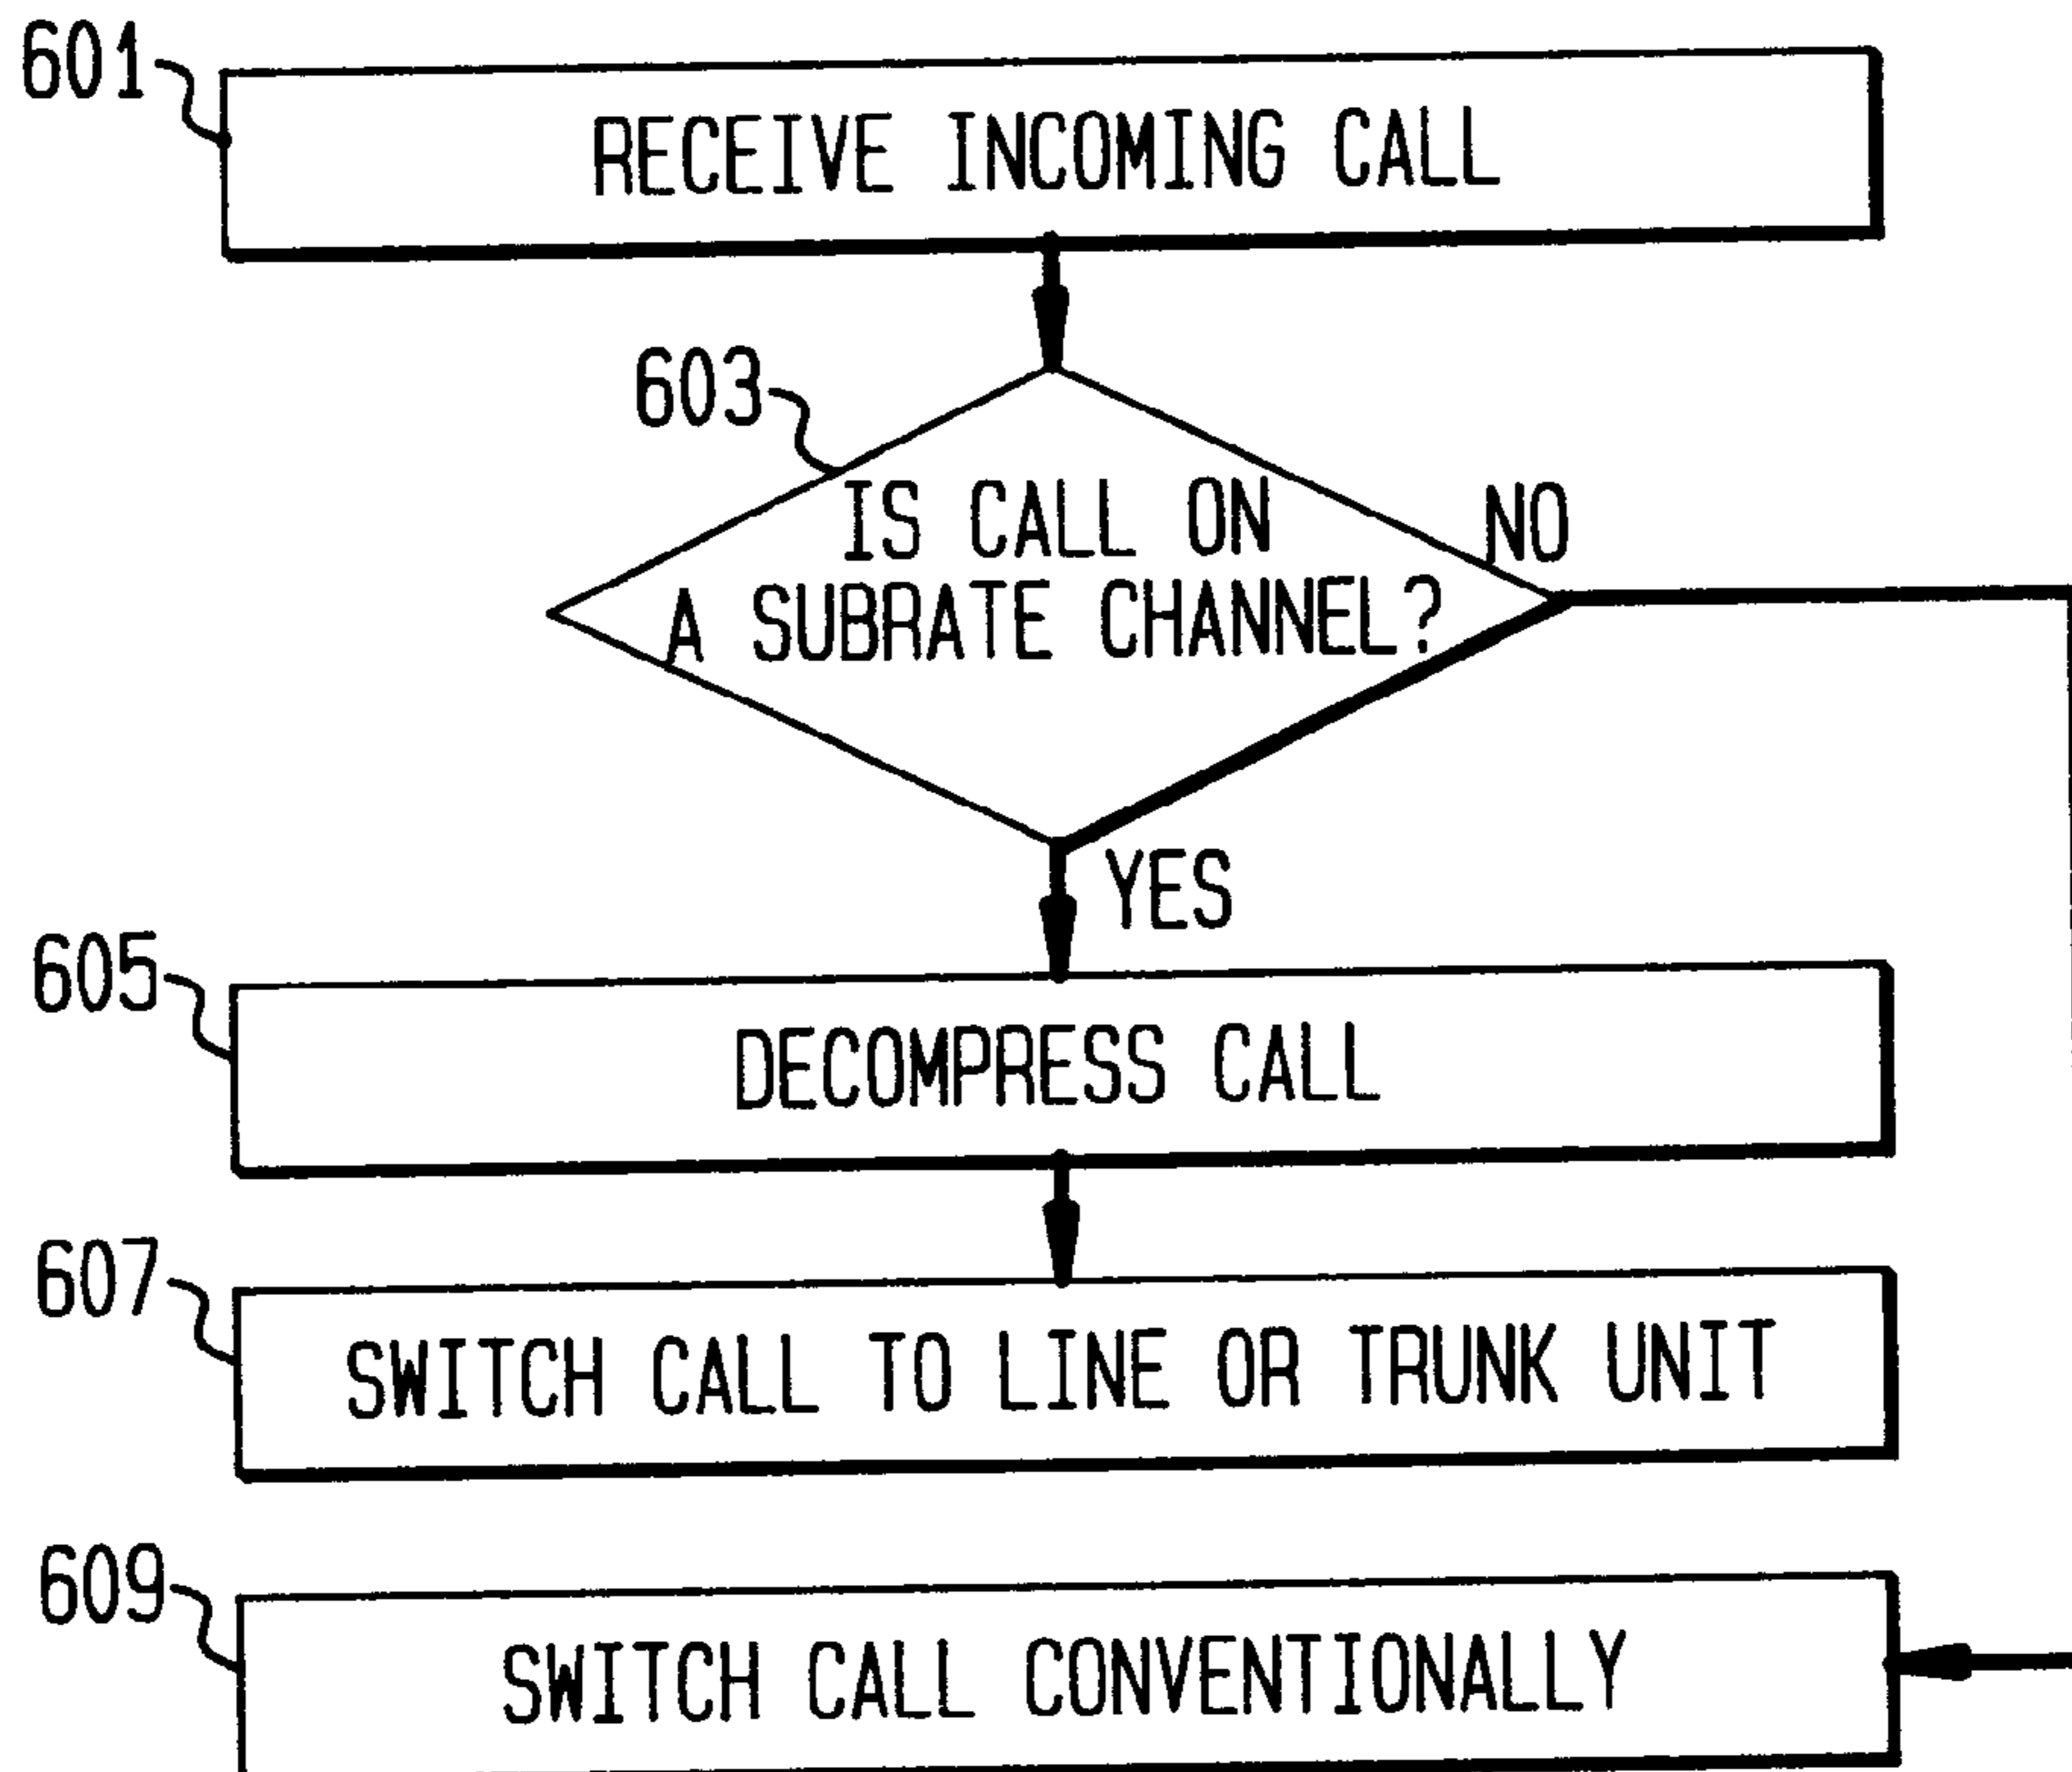 601
RECEIVE INCOMING CALL
603
IS CALL ON
A SUBRATE CHANNEL?
NO
YES
605
DECOMPRESS CALL
607
SWITCH CALL TO LINE OR TRUNK UNIT
609
SWITCH CALL CONVENTIONALLY